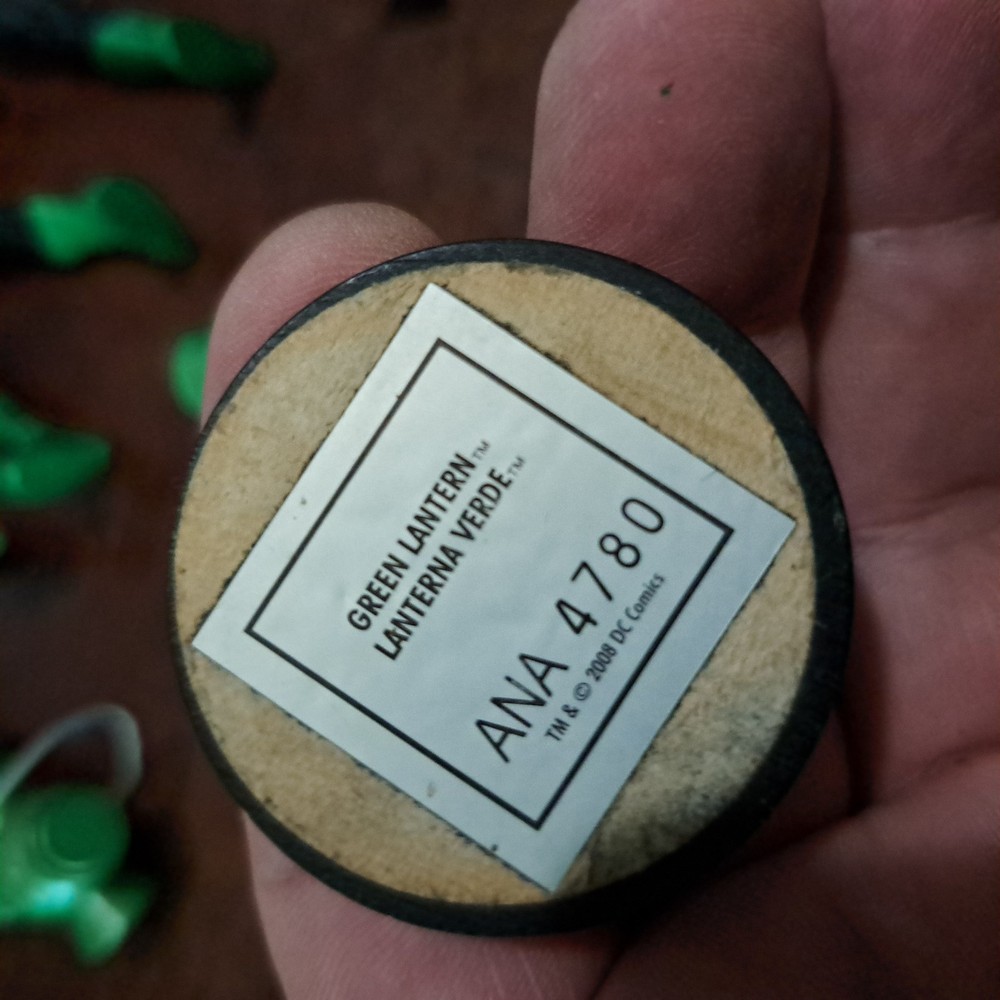 GREEN LANTERN™
LANTERNA VERDE™
ANA 4780
TM & © 2008 DC Comics